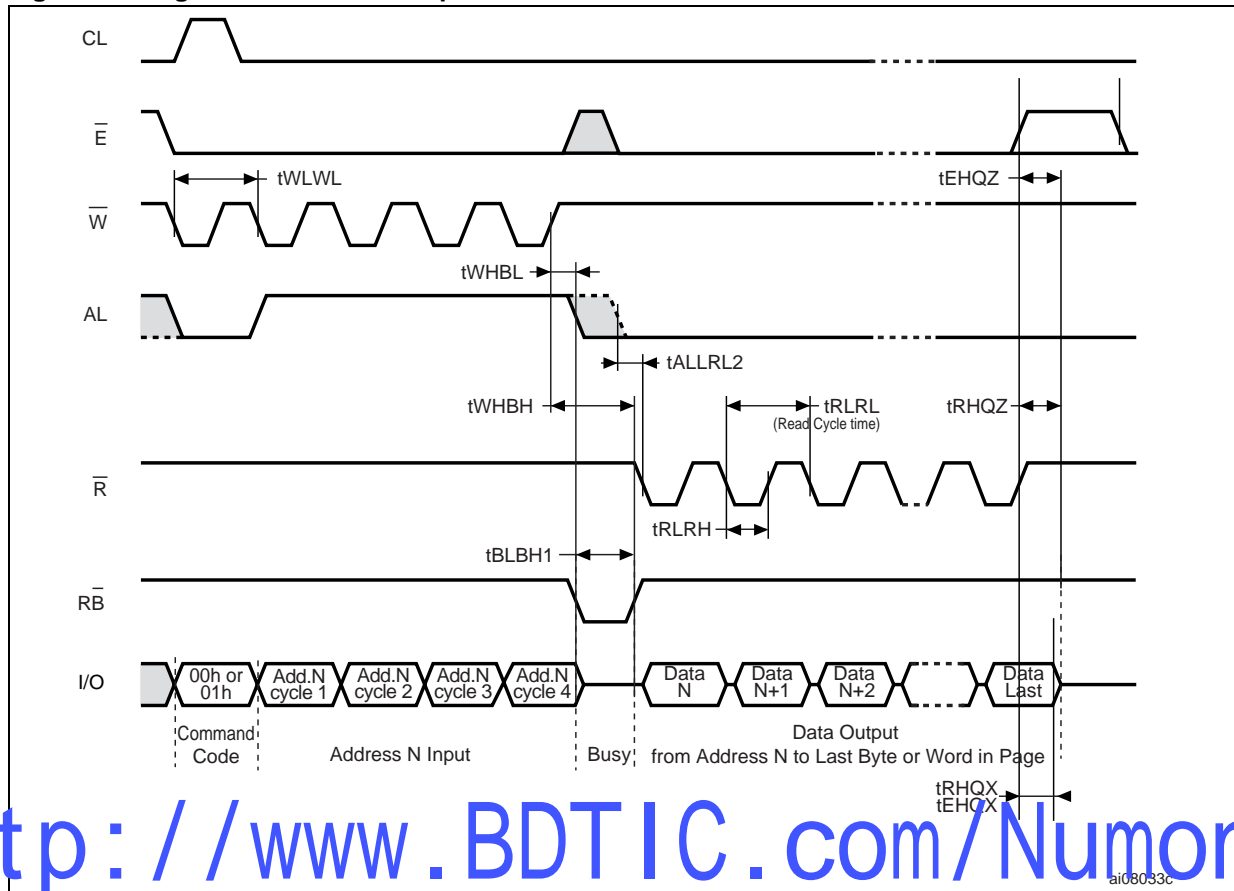 CL
E
tWLWL
tEHQZ
W
tWHBL
AL
tALLRL2
tWHBH
tRLRL
(Read Cycle time)
tRHQZ
R
tRLRH
tBLBH1
RB
I/O
00h or
01h
Add.N
cycle 1
Add.N
cycle 2
Add.N
cycle 3
Add.N
cycle 4
Data
N
Data
N+1
Data
N+2
Data
Last
Command
Code
Address N Input
Busy
Data Output
from Address N to Last Byte or Word in Page
tRHQX
tEHQX
tp://www.BDTIC.com/Numon
ai08033c